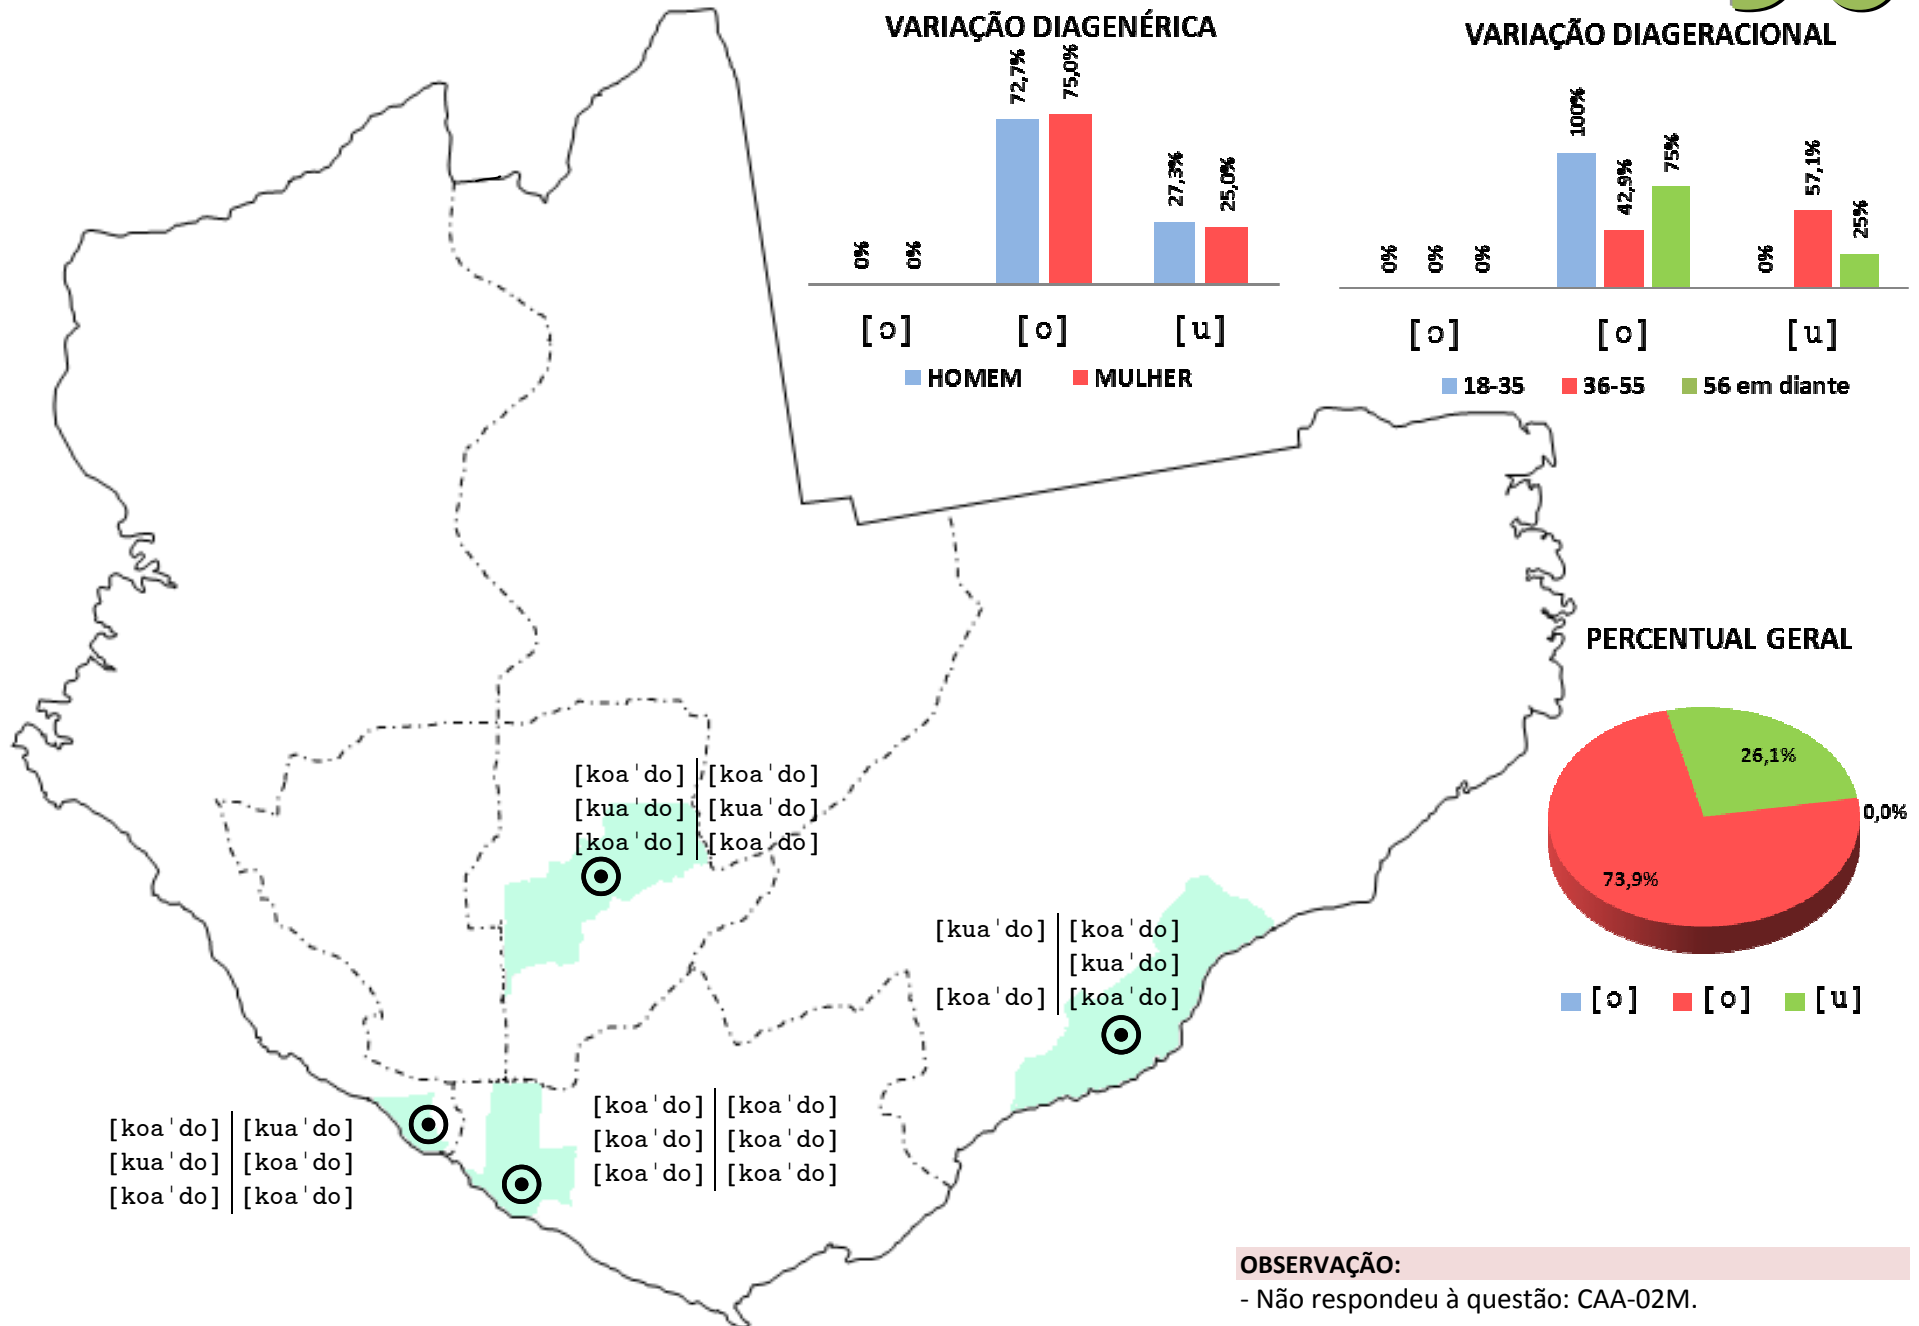 VARIAÇÃO DIAGENÉRICA
72,7%
75,0%
27,3%
25,0%
0%
0%
[ɔ]
[o]
[u]
HOMEM
MULHER
VARIAÇÃO DIAGERACIONAL
100%
42,9%
75%
57,1%
25%
0%
0%
0%
0%
[ɔ]
[o]
[u]
18-35
36-55
56 em diante
PERCENTUAL GERAL
26,1%
0,0%
73,9%
[ɔ]
[o]
[u]
[koaˈdo] [koaˈdo]
[kuaˈdo] [kuaˈdo]
[koaˈdo] [koaˈdo]
[kuaˈdo] [koaˈdo]
[kuaˈdo]
[koaˈdo] [koaˈdo]
[koaˈdo] [kuaˈdo]
[kuaˈdo] [koaˈdo]
[koaˈdo] [koaˈdo]
[koaˈdo] [koaˈdo]
[koaˈdo] [koaˈdo]
[koaˈdo] [koaˈdo]
OBSERVAÇÃO:
- Não respondeu à questão: CAA-02M.